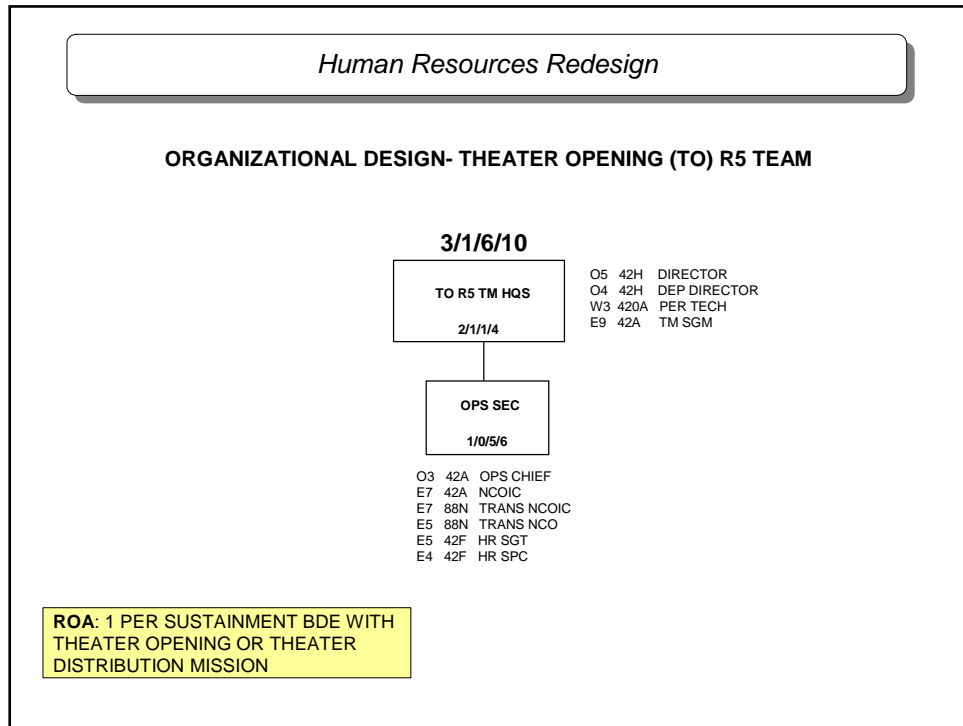 Human Resources Redesign
ORGANIZATIONAL DESIGN- THEATER OPENING (TO) R5 TEAM
3/1/6/10
TO R5 TM HQS
2/1/1/4
O5 42H DIRECTOR
O4 42H DEP DIRECTOR
W3 420A PER TECH
E9 42A TM SGM
OPS SEC
1/0/5/6
O3 42A OPS CHIEF
E7 42A NCOIC
E7 88N TRANS NCOIC
E5 88N TRANS NCO
E5 42F HR SGT
E4 42F HR SPC
ROA: 1 PER SUSTAINMENT BDE WITH
THEATER OPENING OR THEATER
DISTRIBUTION MISSION